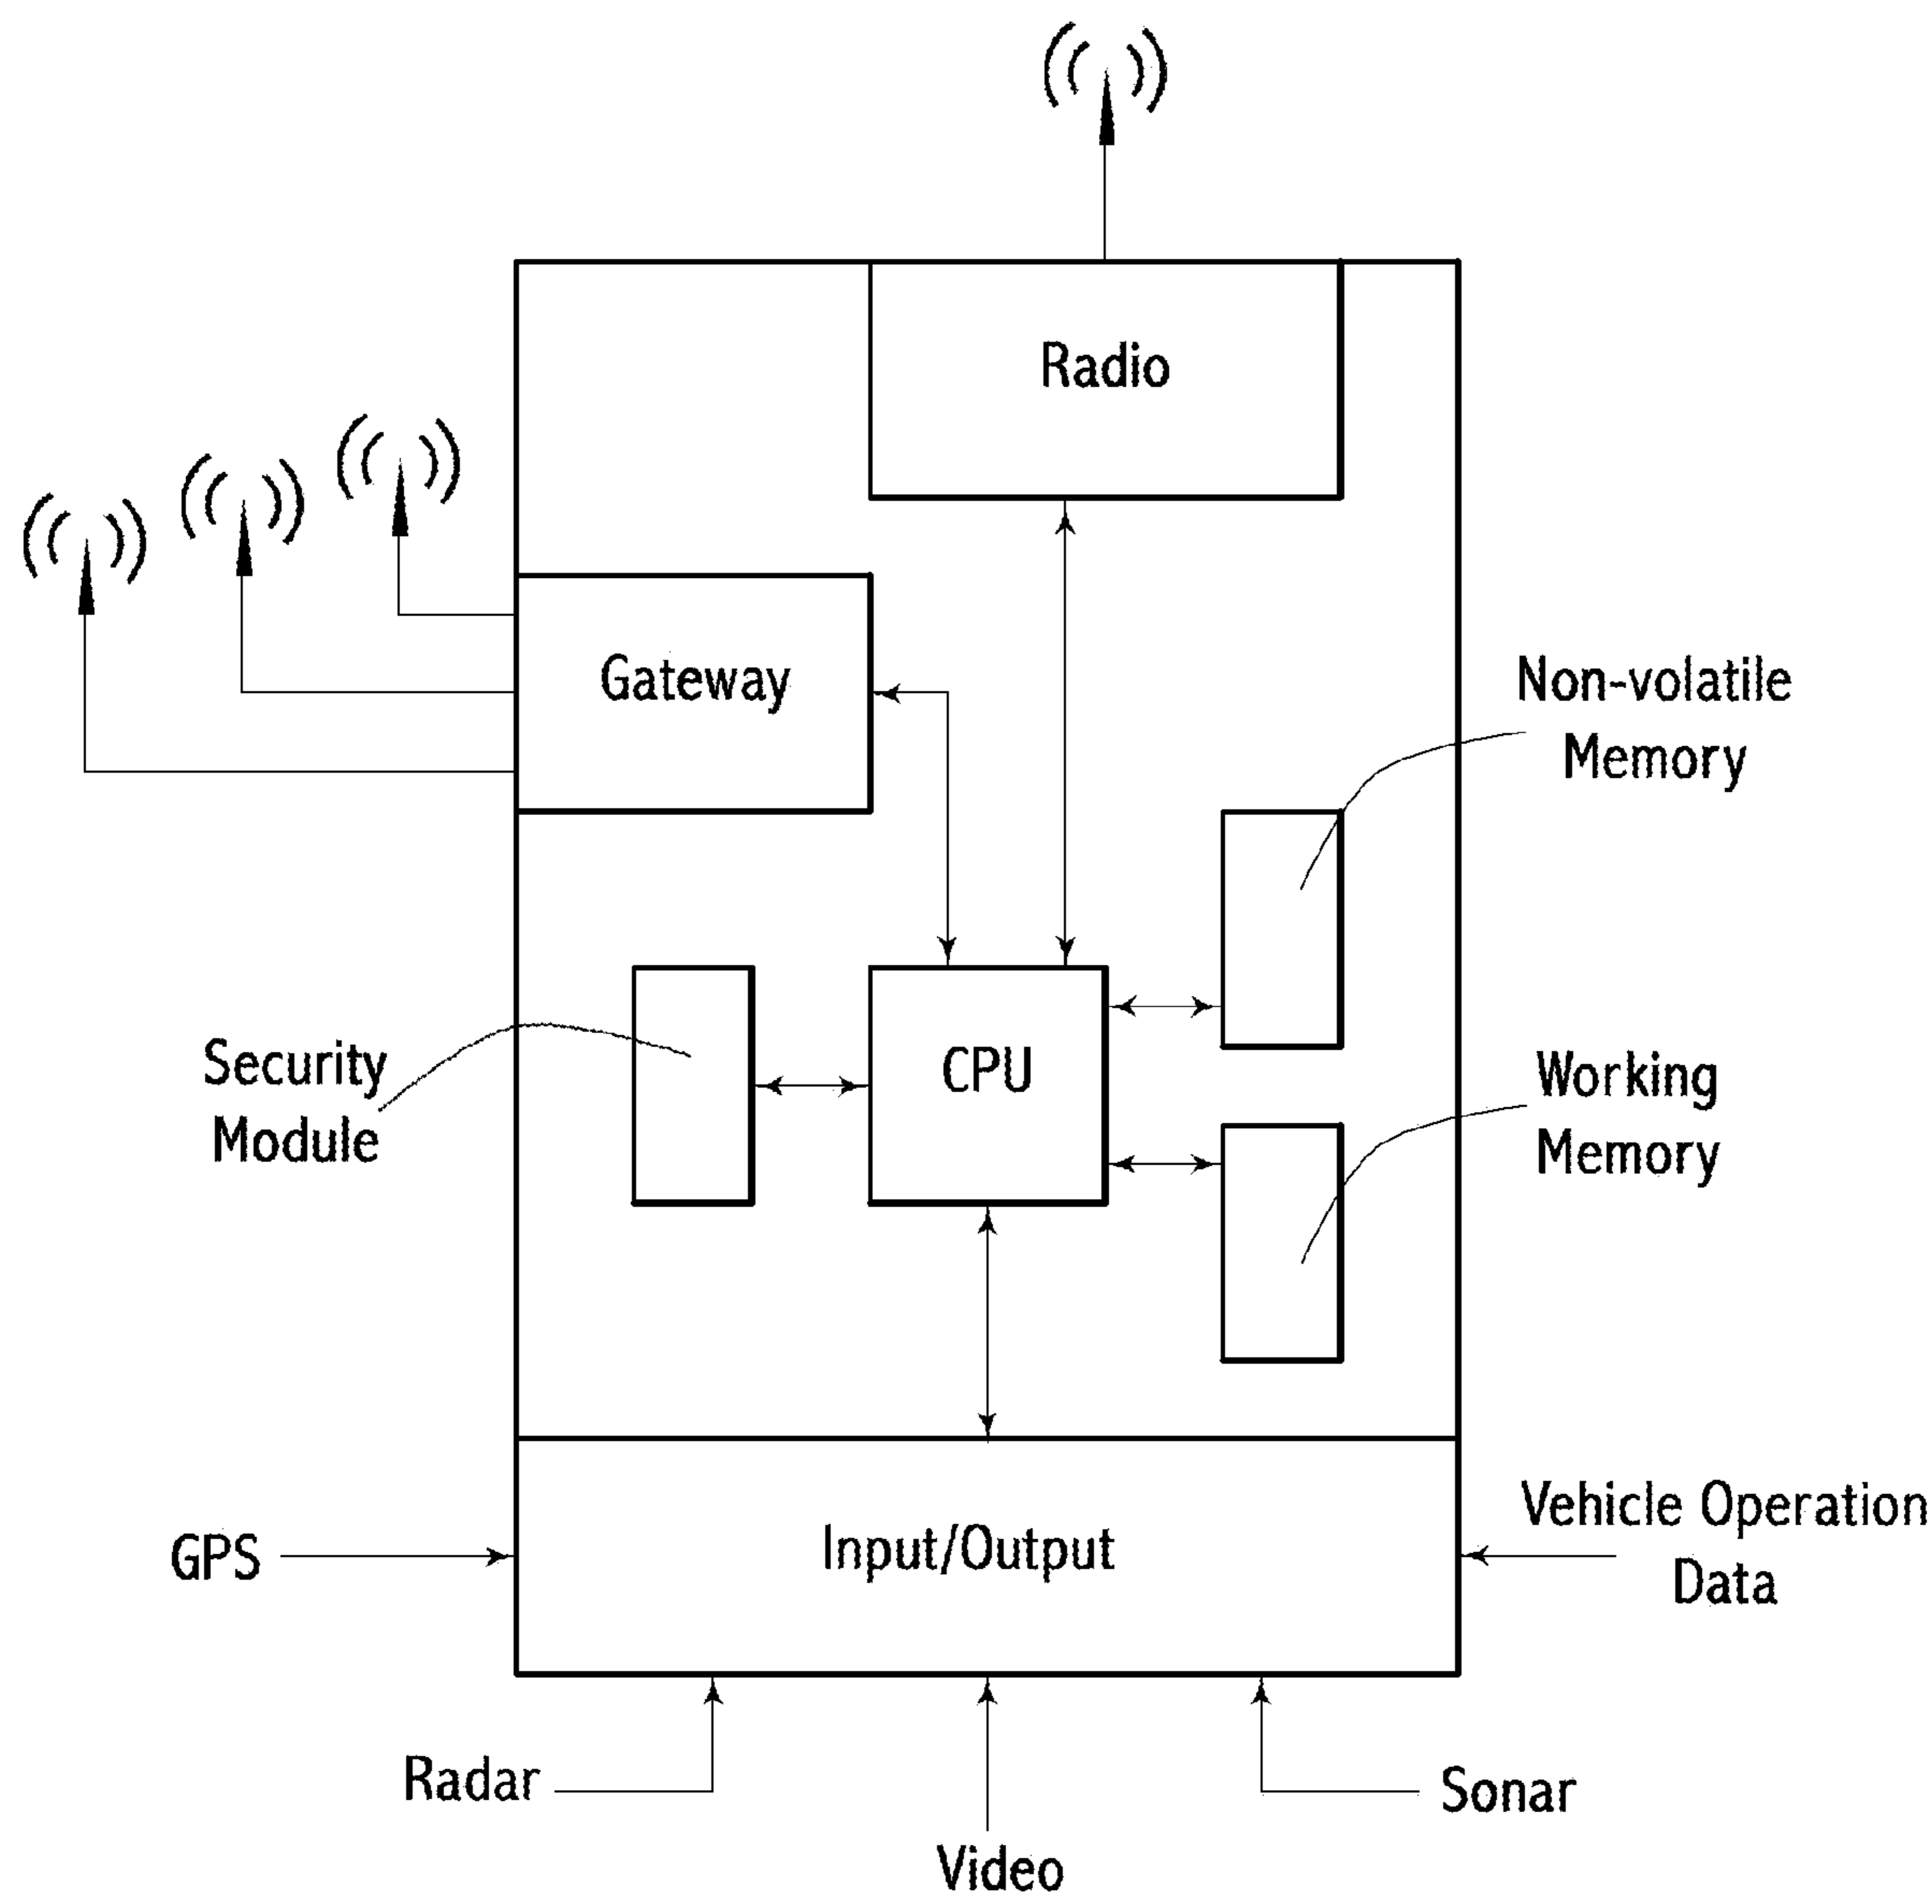 Radio
Gateway
Non-volatile
Memory
Security
Module
CPU
Working
Memory
GPS
Input/Output
Vehicle Operation
Data
Radar
Video
Sonar